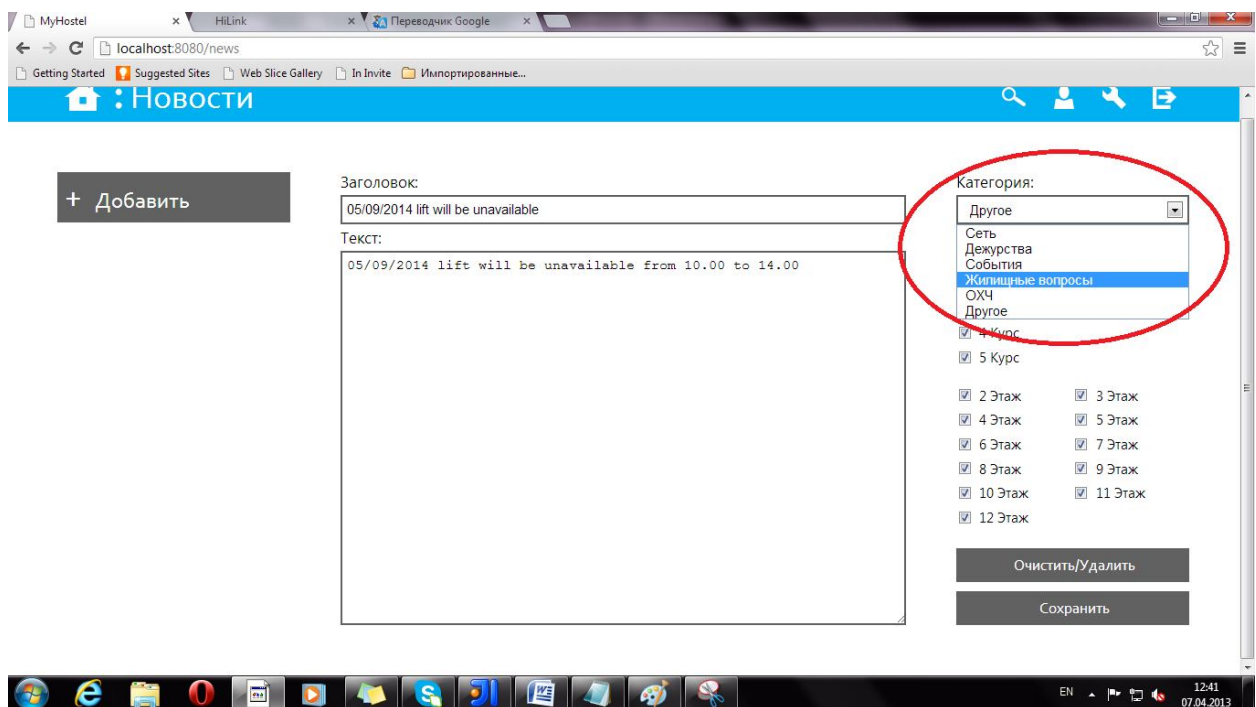 MyHostel
HiLink
Переводчик Google
localhost:8080/news
Getting Started Suggested Sites Web Slice Gallery In Invite Импортированные...
: Новости
+ Добавить
Заголовок:
05/09/2014 lift will be unavailable
Текст:
05/09/2014 lift will be unavailable from 10.00 to 14.00
Категория:
Другое
Сеть
Дежурства
События
Жилищные вопросы
ОХЧ
Другое
4 Курс
5 Курс
2 Этаж 3 Этаж
4 Этаж 5 Этаж
6 Этаж 7 Этаж
8 Этаж 9 Этаж
10 Этаж 11 Этаж
12 Этаж
Очистить/Удалить
Сохранить
EN 12:41
07.04.2013